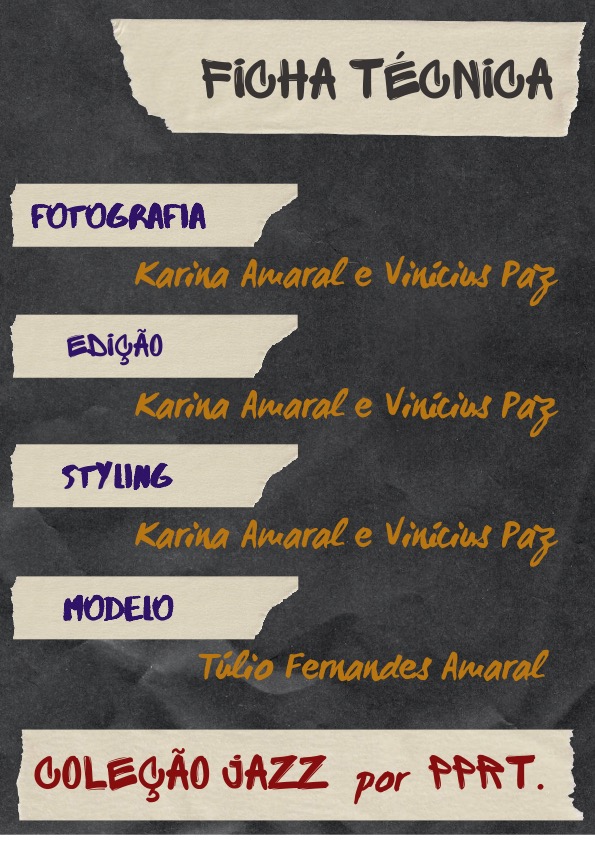 FICHA TÉCNICA
FOTOGRAFIA
Karina Amaral e Vinícius Paz
EDIÇÃO
Karina Amaral e Vinícius Paz
STYLING
Karina Amaral e Vinícius Paz
MODELO
Túlio Fernandes Amaral
COLEÇÃO JAZZ por PPRT.